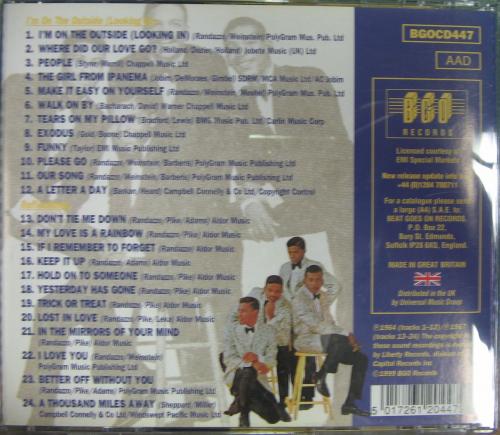 I'm On The Outside (Looking In)
1. I'M ON THE OUTSIDE (LOOKING IN) (Randazzo/Weinstein) PolyGram Mus. Pub. Ltd
2. WHERE DID OUR LOVE GO? (Holland/Dozier/Holland) Jobete Music (UK) Ltd
3. PEOPLE (Styne/Merrill) Chappell Music Ltd
4. THE GIRL FROM IPANEMA (Jobim/DeMoraes/Gimbel) SDRM/MCA Music Ltd/AC Jobim
5. MAKE IT EASY ON YOURSELF (Randazzo/Weinstein/Meshel) PolyGram Mus. Pub. Ltd
6. WALK ON BY (Bacharach/David) Warner Chappell Music Ltd
7. TEARS ON MY PILLOW (Bradford/Lewis) BMG Music Pub. Ltd/Carlin Music Corp
8. EXODUS (Gold/Boone) Chappell Music Ltd
9. FUNNY (Taylor) EMI Music Publishing Ltd
10. PLEASE GO (Randazzo/Weinstein/Barberis) PolyGram Music Publishing Ltd
11. OUR SONG (Randazzo/Weinstein/Barberis) PolyGram Music Publishing Ltd
12. A LETTER A DAY (Barkan/Heard) Campbell Connelly & Co Ltd/Copyright Control
13. DON'T TIE ME DOWN (Randazzo/Pike/Adams) Aldor Music
14. MY LOVE IS A RAINBOW (Randazzo/Pike) Aldor Music
15. IF I REMEMBER TO FORGET (Randazzo/Pike) Aldor Music
16. KEEP IT UP (Randazzo/Adams) Aldor Music
17. HOLD ON TO SOMEONE (Randazzo/Pike) Aldor Music
18. YESTERDAY HAS GONE (Randazzo/Pike) Aldor Music
19. TRICK OR TREAT (Randazzo/Pike) Aldor Music
20. LOST IN LOVE (Randazzo/Pike/Leka) Aldor Music
21. IN THE MIRRORS OF YOUR MIND
(Randazzo/Pike) Aldor Music
22. I LOVE YOU (Randazzo/Weinstein)
PolyGram Music Publishing Ltd
23. BETTER OFF WITHOUT YOU
(Randazzo/Pike/Adams) PolyGram Music Publishing Ltd
24. A THOUSAND MILES AWAY (Sheppard/Miller)
Campbell Connelly & Co Ltd/Windswept Pacific Music Ltd
BGOCD447
AAD
BGO
RECORDS
Licensed courtesy of
EMI Special Markets
New release update info
+44 (0)1284 700711
For a catalogue please send
a large (A4) S.A.E. to:
BEAT GOES ON RECORDS,
P.O. Box 22,
Bury St. Edmunds,
Suffolk IP28 6XQ, England.
MADE IN GREAT BRITAIN
Distributed in the UK
by Universal Music Group
℗1964 (tracks 1-12) ℗1967
(tracks 13-24) The copyright in
these sound recordings is owned
by Liberty Records, division of
Capitol Records Inc
©1999 BGO Records
5 017261 20447